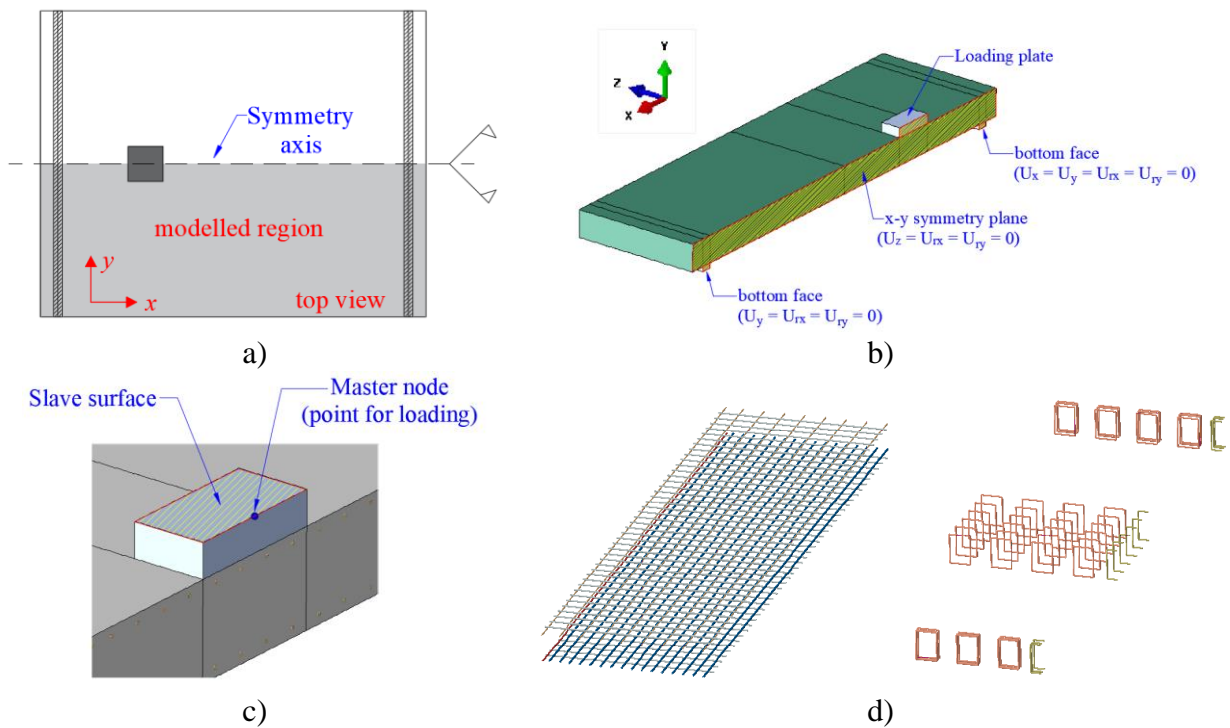 Symmetry
axis
modelled region
y
x
top view
a)
Y
Z
X
Loading plate
bottom face
(Ux = Uy = Urx = Ury = 0)
x-y symmetry plane
(Uz = Urx = Ury = 0)
bottom face
(Uy = Urx = Ury = 0)
b)
Slave surface
Master node
(point for loading)
c)
d)